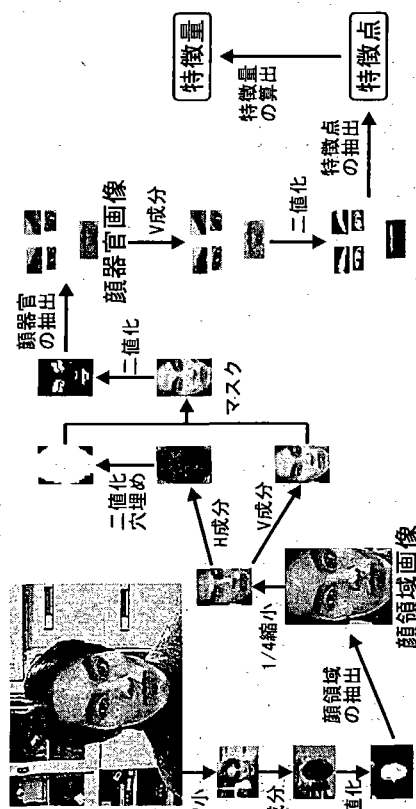 小
成分
値化
顔領域
の抽出
顔領域画像
1/4縮小
H成分
V成分
二値化
穴埋め
マスク
二値化
顔器官
の抽出
顔器官画像
V成分
二値化
特徴点
の抽出
特徴点
特徴量
の算出
特徴量